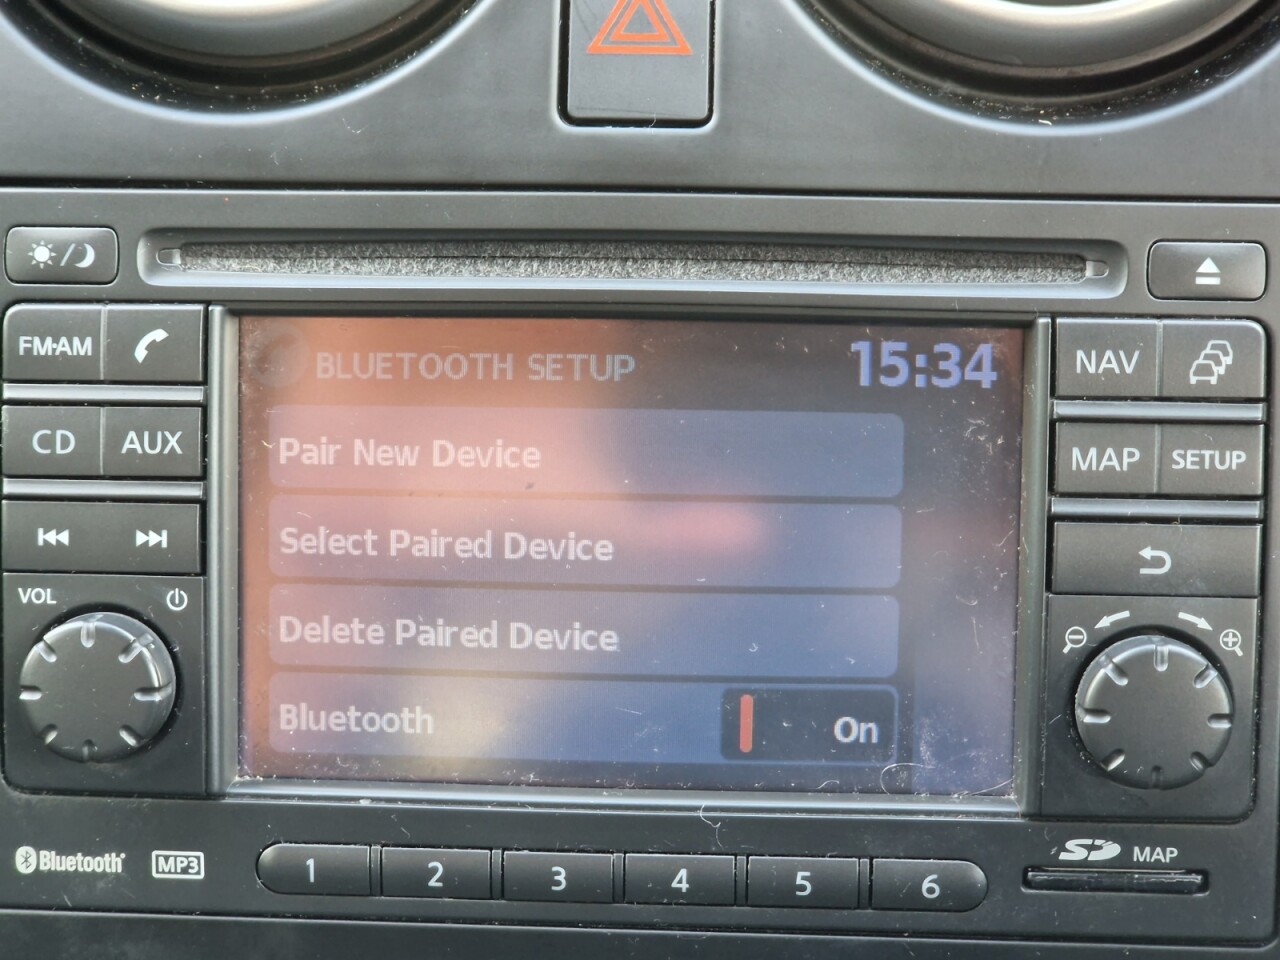 FM·AM
CD AUX
VOL
BLUETOOTH SETUP 15:34
Pair New Device
Select Paired Device
Delete Paired Device
Bluetooth On
NAV
MAP SETUP
Bluetooth MP3
1 2 3 4 5 6
SD MAP